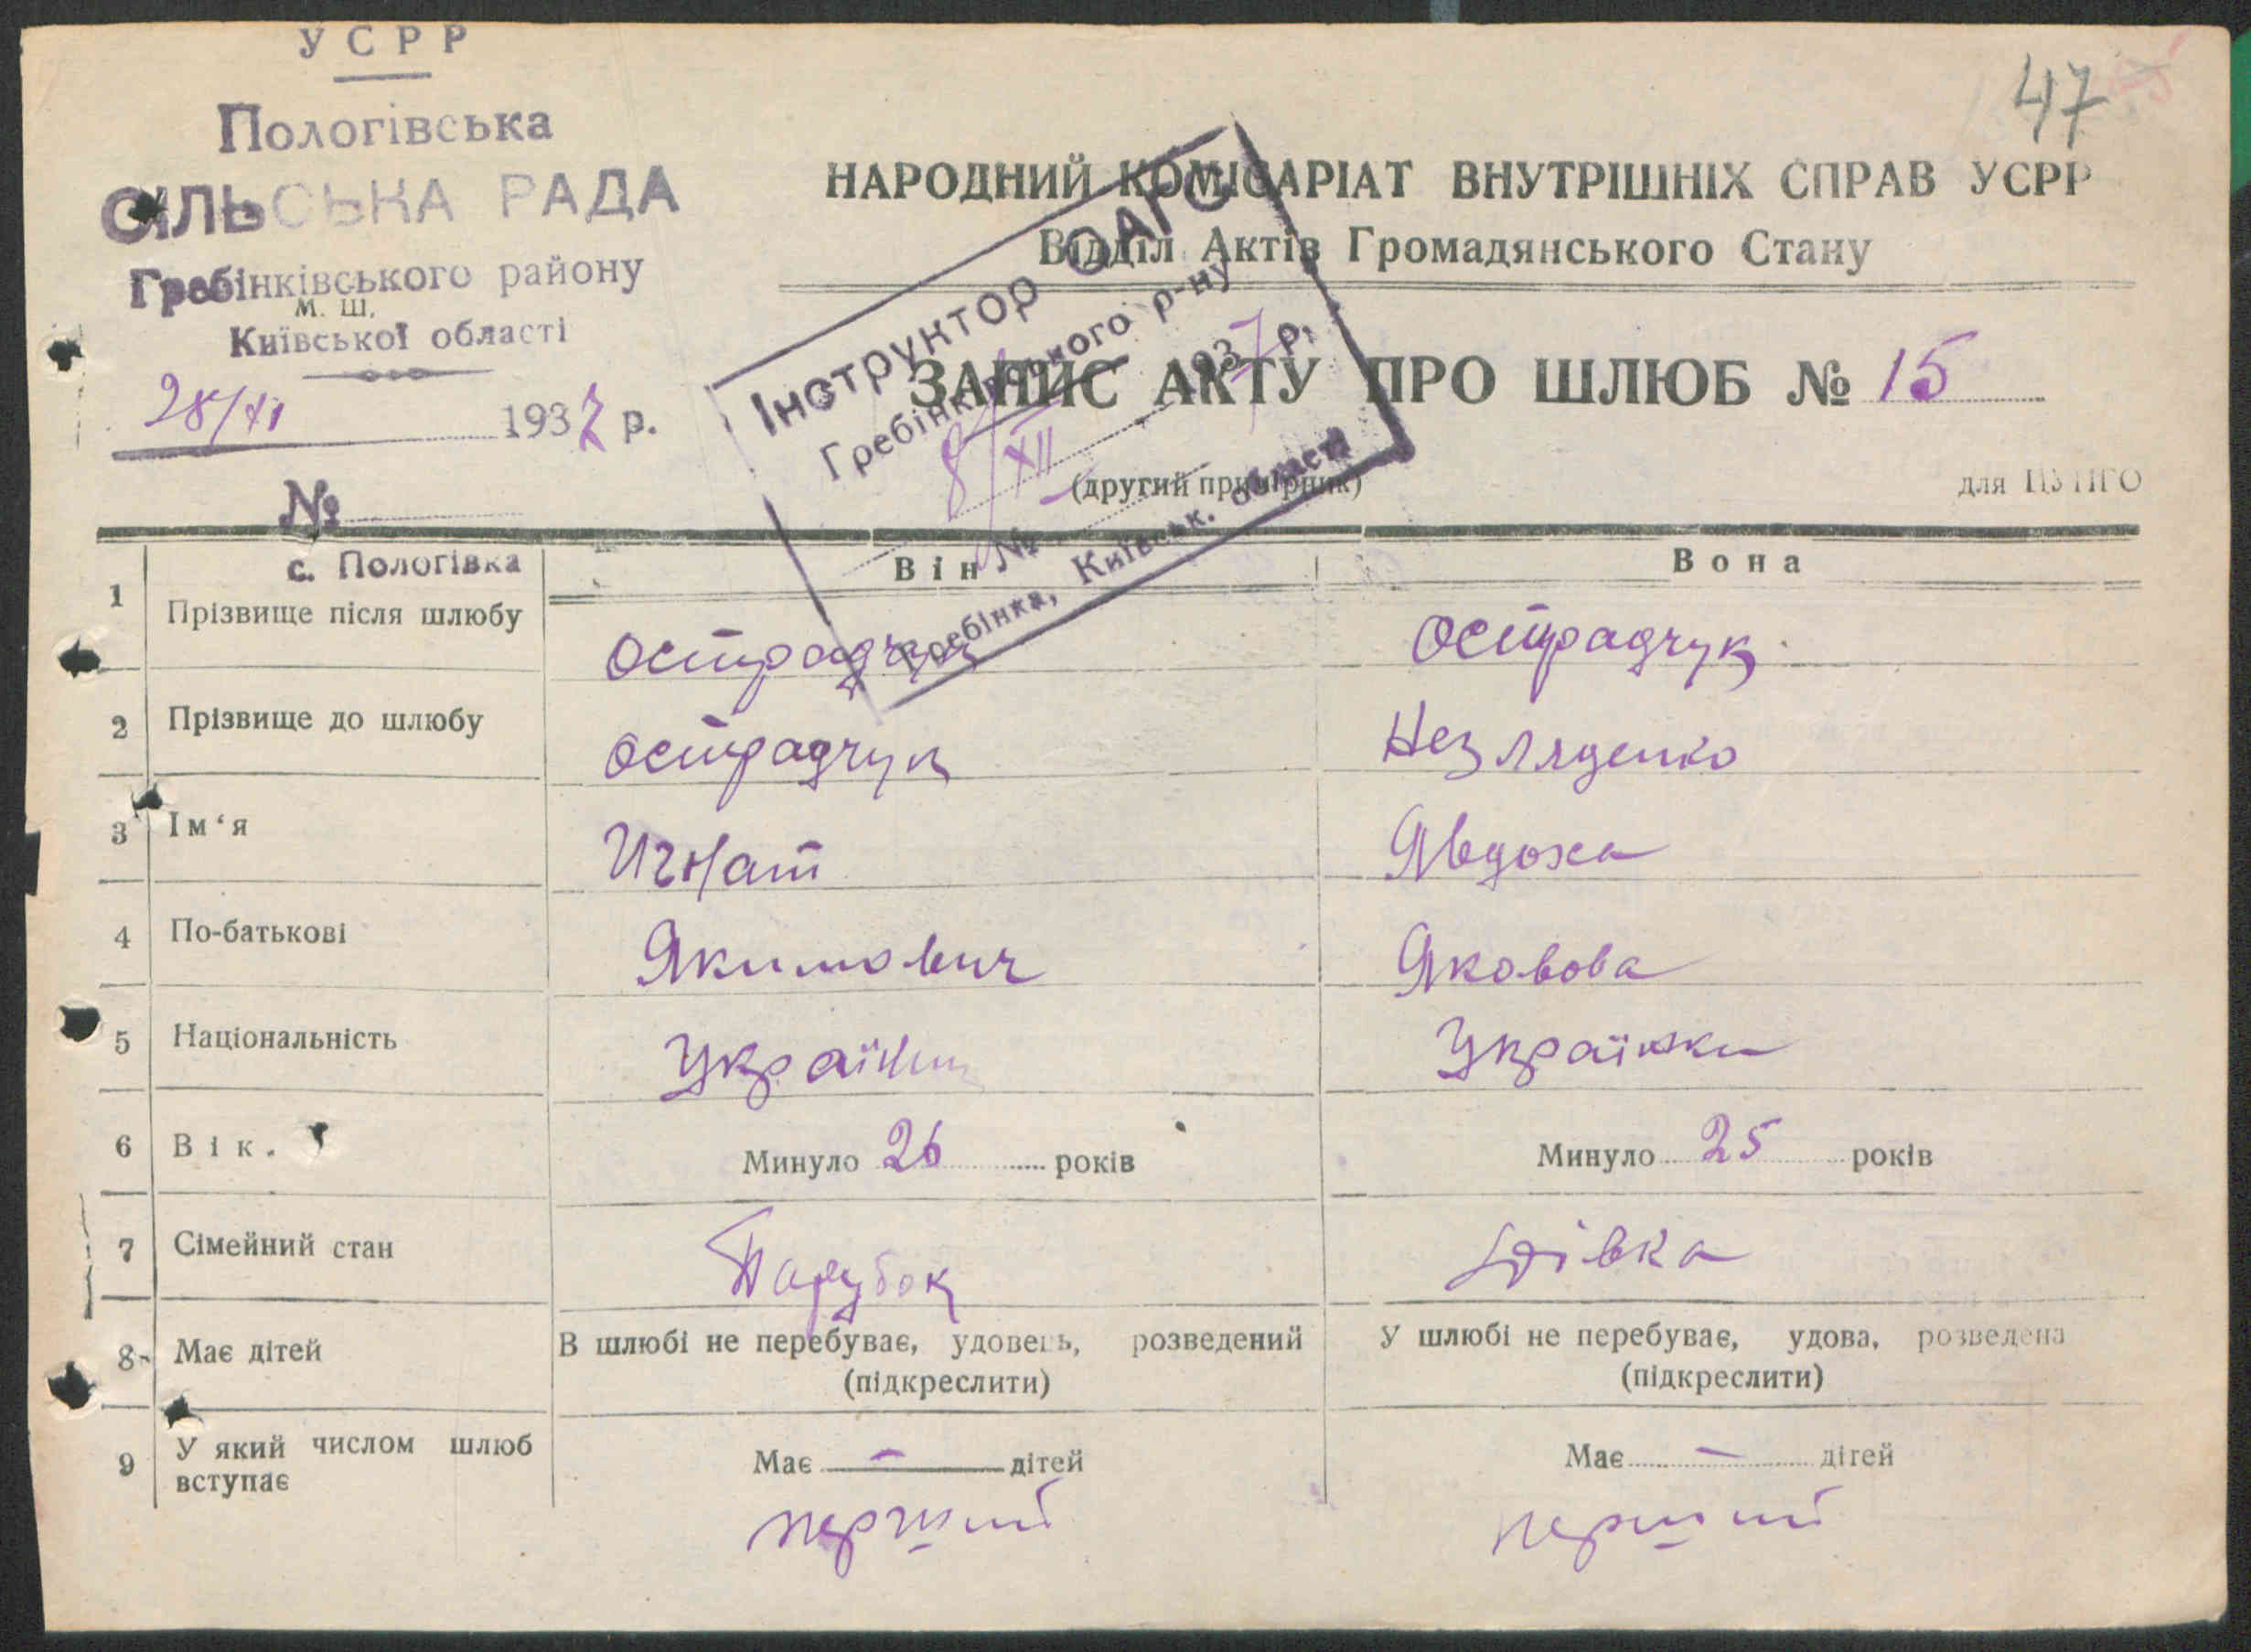 УСРР
Пологівська
СІЛЬСЬКА РАДА
Гребінківського району
м. ш.
Київської області
28/XI 1937 р.
№
с. Пологівка
47
НАРОДНИЙ КОМІСАРІАТ ВНУТРІШНІХ СПРАВ УСРР
Відділ Актів Громадянського Стану
ЗАПИС АКТУ ПРО ШЛЮБ № 15
(другий примірник)
для ЦУНГО
Інструктор ОАГС
Гребінківського р-ну
8/XII 1937 р.
№
Гребінка, Київськ. області
Він
Вона
1 Прізвище після шлюбу Острадчук Острадчук
2 Прізвище до шлюбу Острадчук
3 Ім‘я Игнат Явдоха
4 По-батькові Якимович Яковова
5 Національність Українц Українка
6 Вік. Минуло 26 років Минуло 25 років
7 Сімейний стан Парубок Дівка
8 Має дітей В шлюбі не перебуває, удовець, розведений У шлюбі не перебуває, удова, розведена
(підкреслити) (підкреслити)
9 У який числом шлюб вступає Має – дітей Має – дітей
перший перший